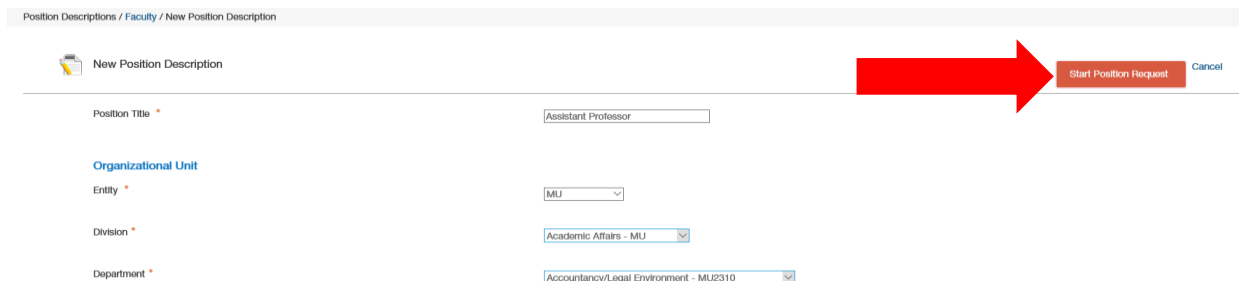 Position Descriptions / Faculty / New Position Description
New Position Description
Start Position Request
Cancel
Position Title *
Assistant Professor
Organizational Unit
Entity *
MU
Division *
Academic Affairs - MU
Department *
Accountancy/Legal Environment - MU2310